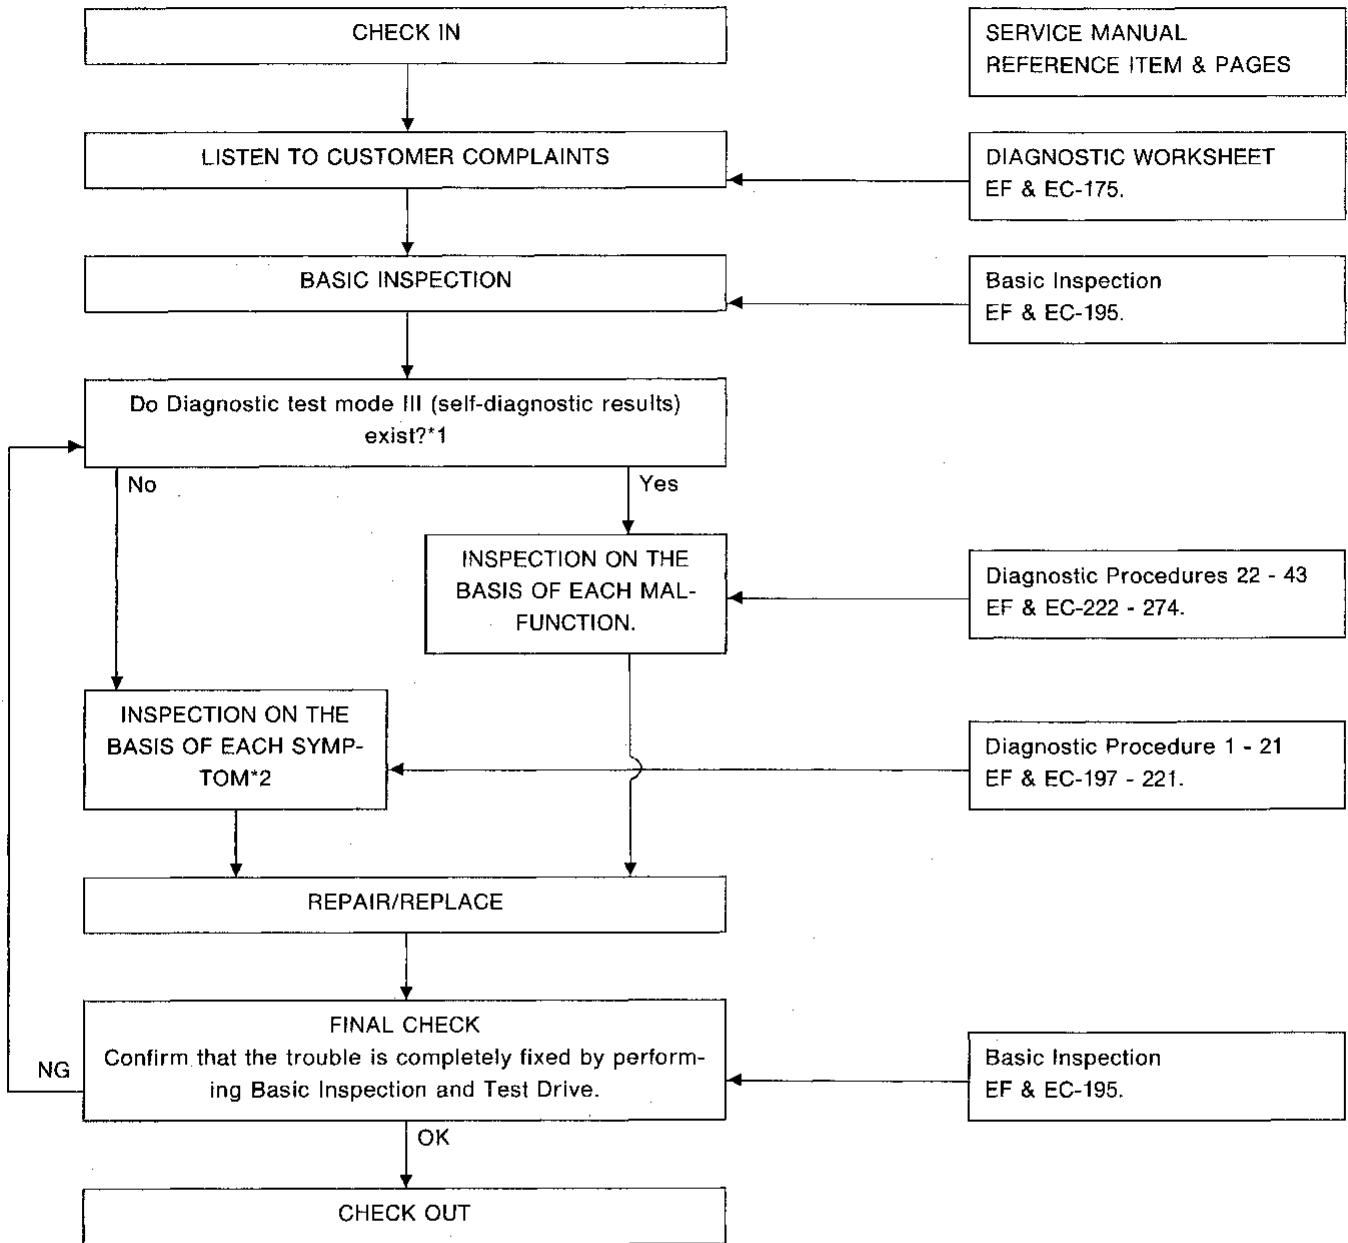 CHECK IN
SERVICE MANUAL
REFERENCE ITEM & PAGES
LISTEN TO CUSTOMER COMPLAINTS
DIAGNOSTIC WORKSHEET
EF & EC-175.
BASIC INSPECTION
Basic Inspection
EF & EC-195.
Do Diagnostic test mode III (self-diagnostic results)
exist?*1
No
Yes
INSPECTION ON THE
BASIS OF EACH MAL-
FUNCTION.
Diagnostic Procedures 22 - 43
EF & EC-222 - 274.
INSPECTION ON THE
BASIS OF EACH SYMP-
TOM*2
Diagnostic Procedure 1 - 21
EF & EC-197 - 221.
REPAIR/REPLACE
FINAL CHECK
Confirm that the trouble is completely fixed by perform-
ing Basic Inspection and Test Drive.
NG
Basic Inspection
EF & EC-195.
OK
CHECK OUT